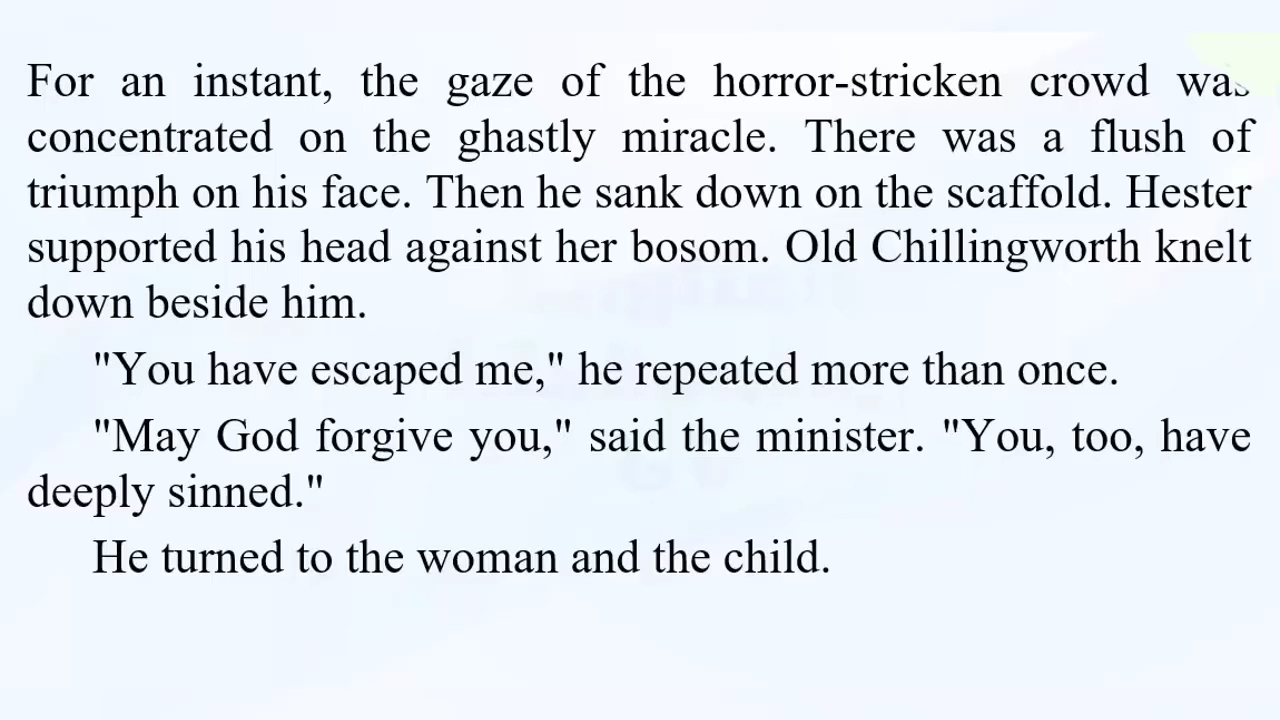 For an instant, the gaze of the horror-stricken crowd was
concentrated on the ghastly miracle. There was a flush of
triumph on his face. Then he sank down on the scaffold. Hester
supported his head against her bosom. Old Chillingworth knelt
down beside him.
"You have escaped me," he repeated more than once.
"May God forgive you," said the minister. "You, too, have
deeply sinned."
He turned to the woman and the child.